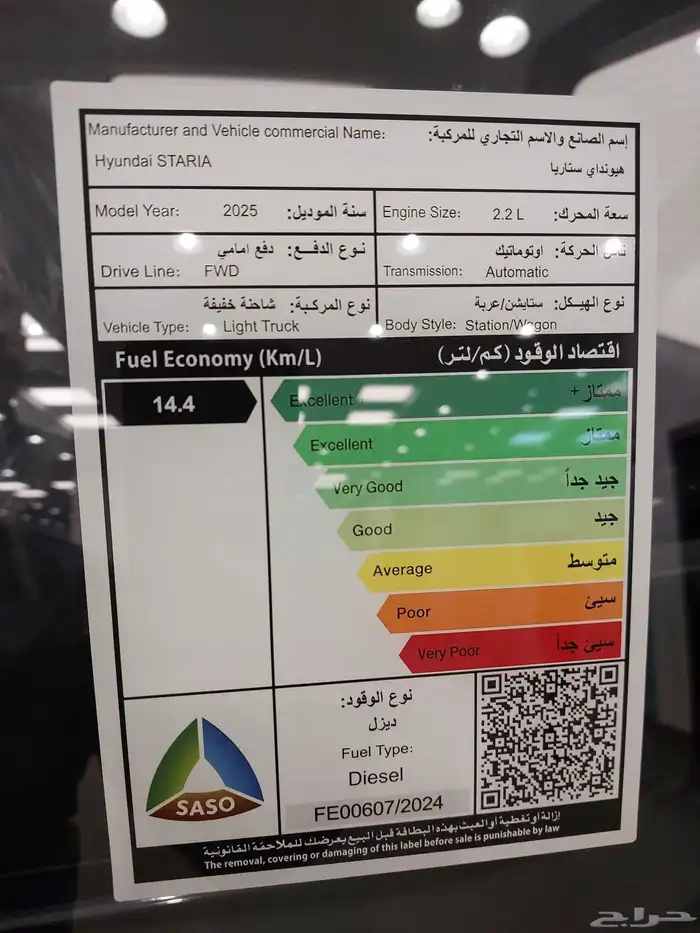 Manufacturer and Vehicle commercial Name: إسم الصانع والاسم التجاري للمركبة:
Hyundai STARIA هيونداي ستاريا
Model Year: 2025 سنة الموديل:
Engine Size: 2.2 L سعة المحرك:
نـوع الدفـع: دفع امامي
Drive Line: FWD
الحركة: اوتوماتيك
Transmission: Automatic
نوع المركـبة: شاحنة خفيفة
Vehicle Type: Light Truck
نوع الهيـكل: ستايشن/عربة
Body Style: Station/Wagon
Fuel Economy (Km/L) اقتصاد الوقود (كم/لتر)
14.4
Excellent ممتاز +
Excellent ممتاز
Very Good جيد جداً
Good جيد
Average متوسط
Poor سيئ
Very Poor سيئ جداً
نوع الوقود:
ديزل
Fuel Type:
Diesel
FE00607/2024
SASO
إزالة أو تغطية أو العبث بهذه البطاقة قبل البيع يعرضك للملاحقة القانونية
The removal, covering or damaging of this label before sale is punishable by law
حراج